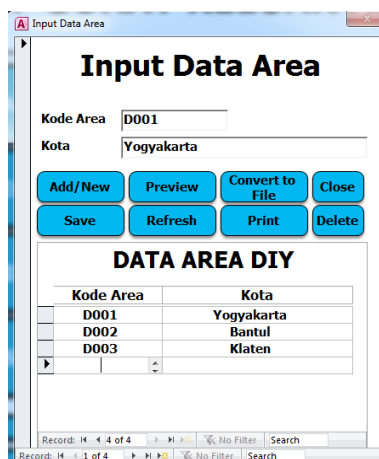 Input Data Area
Input Data Area
Kode Area D001
Kota Yogyakarta
Add/New Preview Convert to File Close
Save Refresh Print Delete
DATA AREA DIY
Kode Area Kota
D001 Yogyakarta
D002 Bantul
D003 Klaten
Record: 4 of 4 No Filter Search
Record: 1 of 4 No Filter Search